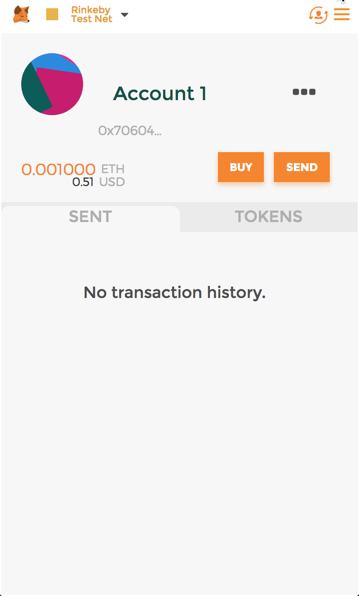 Rinkeby
Test Net
Account 1
0x70604...
0.001000 ETH
0.51 USD
BUY
SEND
SENT
TOKENS
No transaction history.